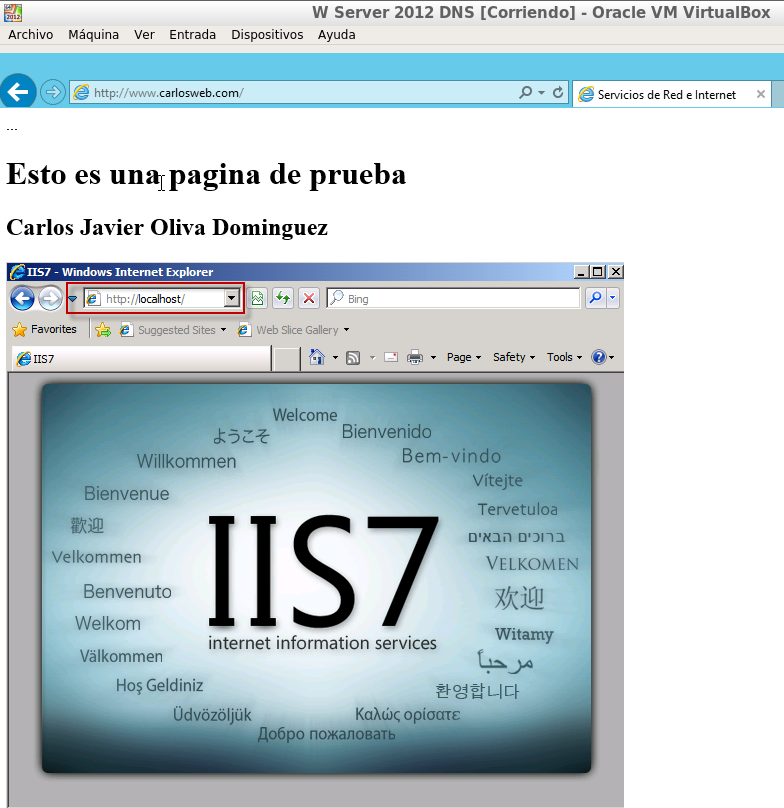 W Server 2012 DNS [Corriendo] - Oracle VM VirtualBox
Archivo Máquina Ver Entrada Dispositivos Ayuda
http://www.carlosweb.com/
Servicios de Red e Internet
...
Esto es una pagina de prueba
Carlos Javier Oliva Dominguez
IIS7 - Windows Internet Explorer
http://localhost/
Bing
Favorites Suggested Sites Web Slice Gallery
IIS7 Page Safety Tools
Welcome
ようこそ Bienvenido
Willkommen Bem-vindo
Vítejte
Bienvenue
Tervetuloa
歡迎
ברוכים הבאים
Velkommen
VELKOMEN
Benvenuto
欢迎
IIS7
Welkom
Witamy
internet information services
Välkommen
مرحباً
Hoş Geldiniz
환영합니다
Üdvözöljük
Καλώς ορίσατε
Добро пожаловать